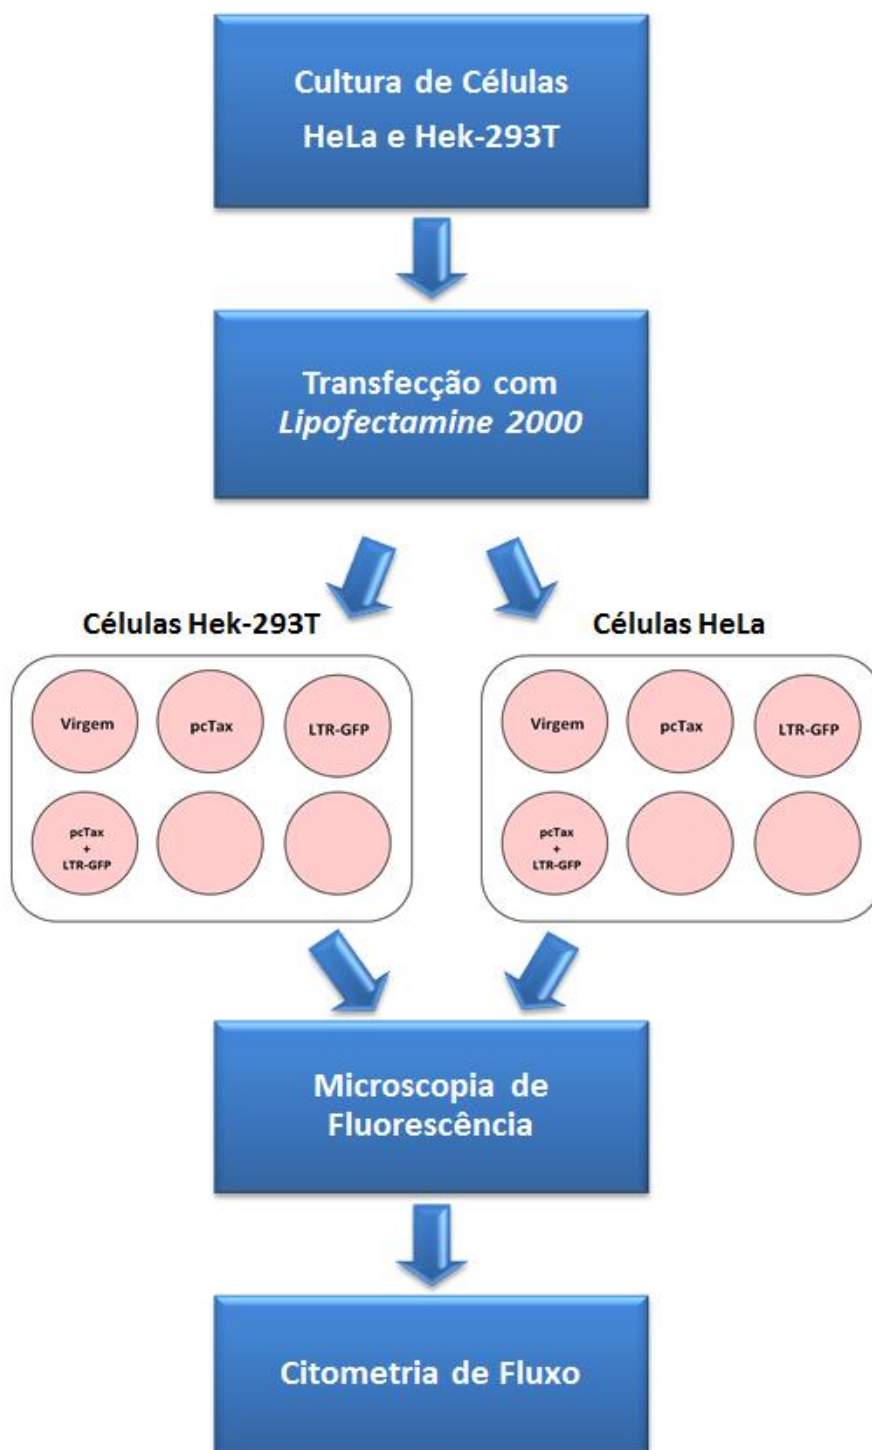 Cultura de Células
HeLa e Hek-293T
Transfecção com
Lipofectamine 2000
Células Hek-293T
Virgem
pcTax
LTR-GFP
pcTax
+
LTR-GFP
Células HeLa
Virgem
pcTax
LTR-GFP
pcTax
+
LTR-GFP
Microscopia de
Fluorescência
Citometria de Fluxo